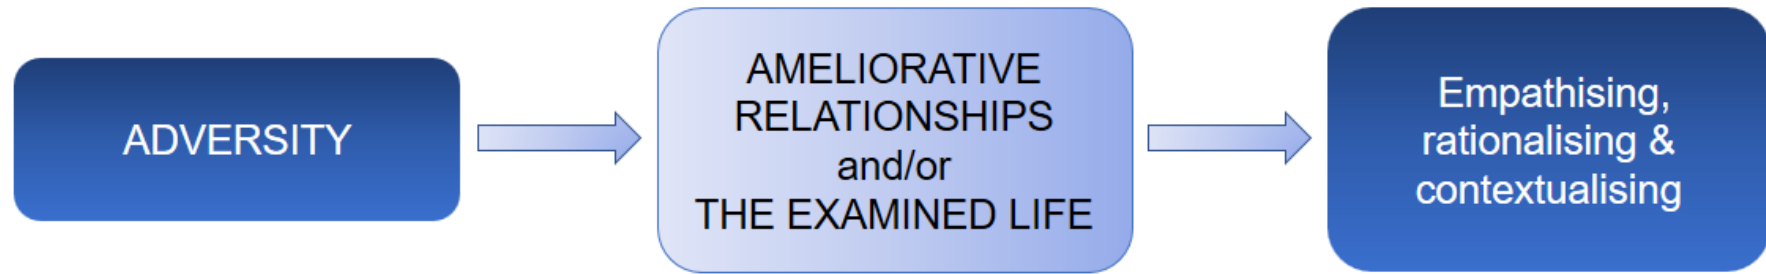 ADVERSITY
AMELIORATIVE
RELATIONSHIPS
and/or
THE EXAMINED LIFE
Empathising,
rationalising &
contextualising